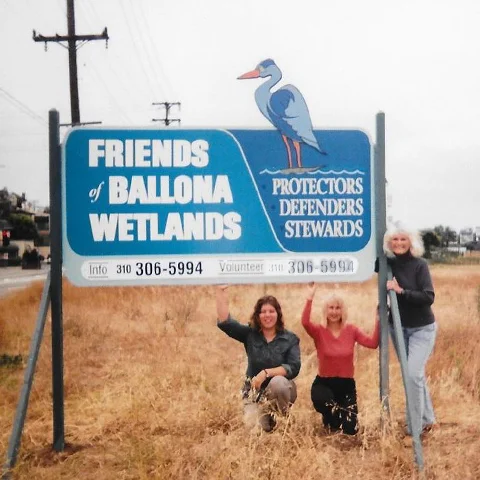 FRIENDS
of BALLONA
WETLANDS
PROTECTORS
DEFENDERS
STEWARDS
Info 310 306-5994 Volunteer 310 306-5994